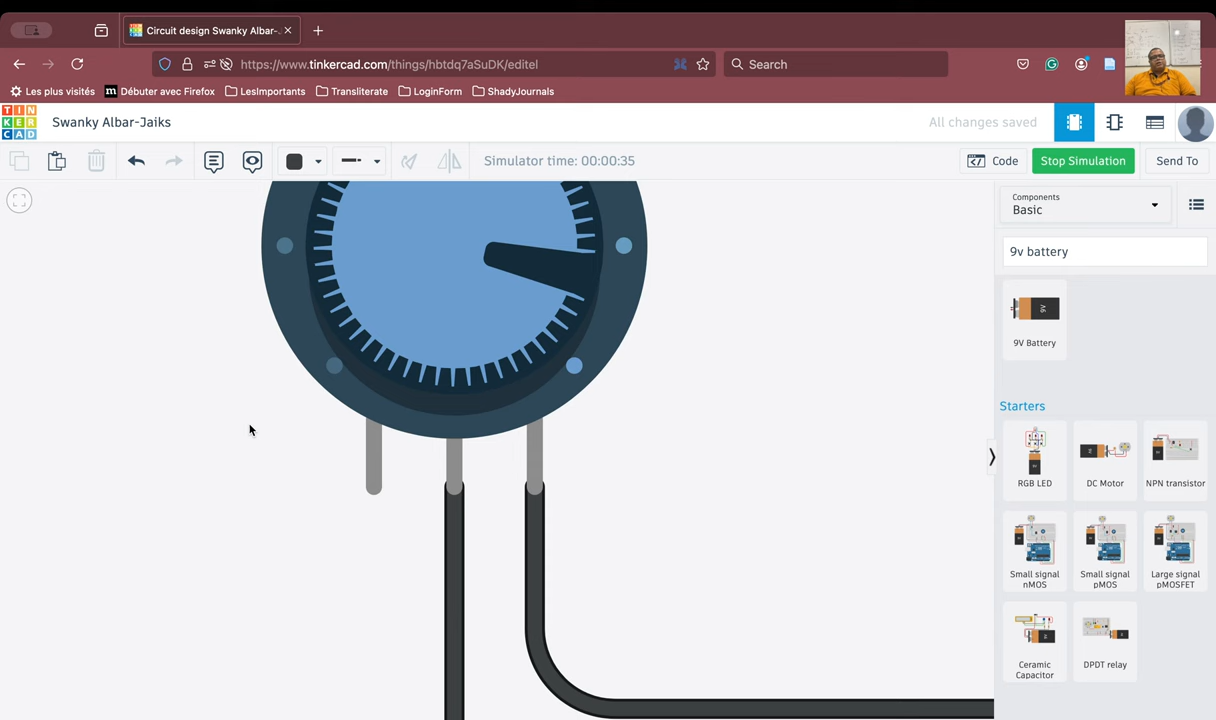 Circuit design Swanky Albar-
https://www.tinkercad.com/things/hbtdq7aSuDK/editel
Search
Les plus visités
Débuter avec Firefox
LesImportants
Transliterate
LoginForm
ShadyJournals
TIN
KER
CAD
Swanky Albar-Jaiks
All changes saved
Simulator time: 00:00:35
Code
Stop Simulation
Send To
Components
Basic
9v battery
9V
9V Battery
Starters
RGB LED
DC Motor
NPN transistor
Small signal
nMOS
Small signal
pMOS
Large signal
pMOSFET
Ceramic
Capacitor
DPDT relay